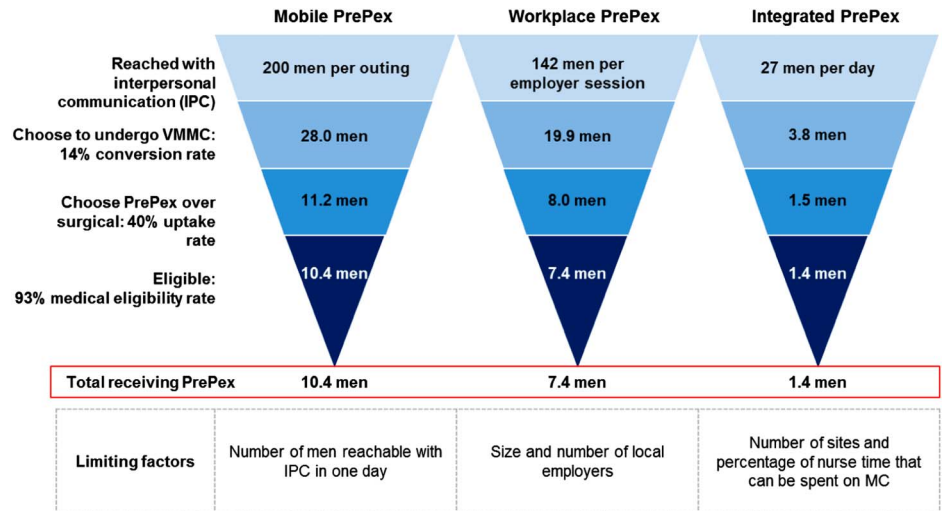 Mobile PrePex
Workplace PrePex
Integrated PrePex
Reached with
interpersonal
communication (IPC)
200 men per outing
142 men per
employer session
27 men per day
Choose to undergo VMMC:
14% conversion rate
28.0 men
19.9 men
3.8 men
Choose PrePex over
surgical: 40% uptake
rate
11.2 men
8.0 men
1.5 men
Eligible:
93% medical eligibility rate
10.4 men
7.4 men
1.4 men
Total receiving PrePex
10.4 men
7.4 men
1.4 men
Limiting factors
Number of men reachable with
IPC in one day
Size and number of local
employers
Number of sites and
percentage of nurse time that
can be spent on MC